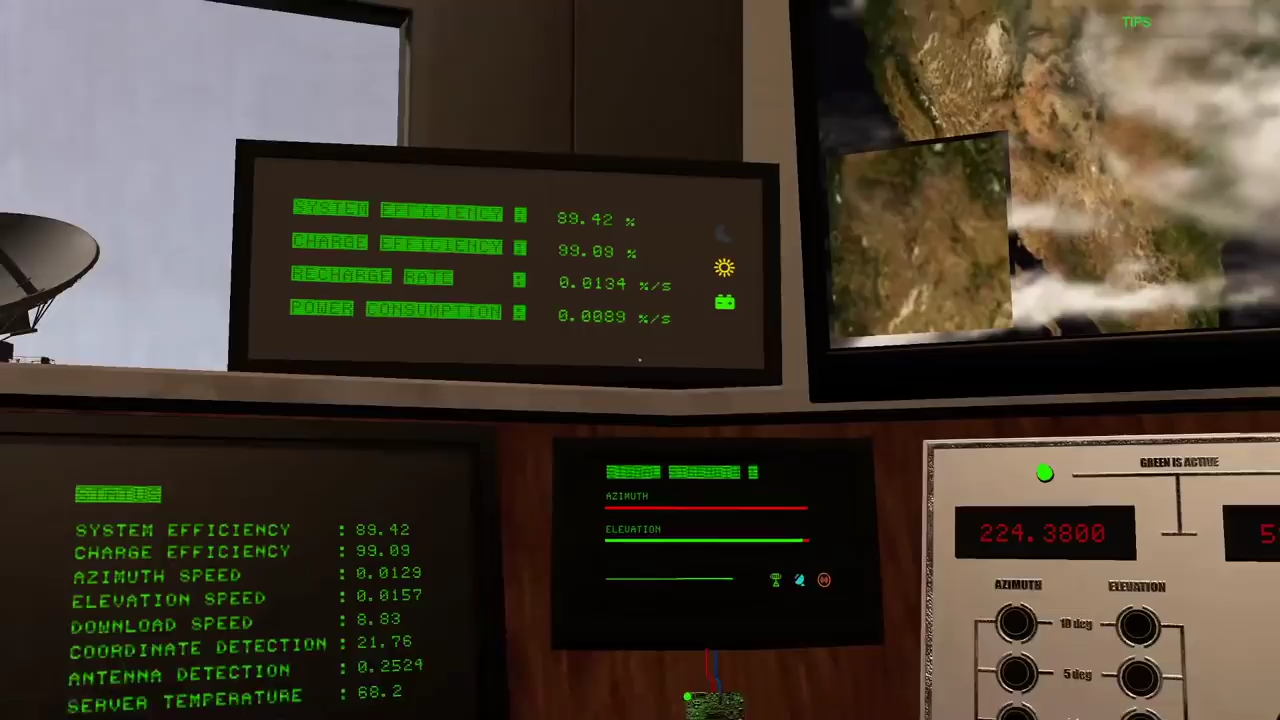 TIPS
SYSTEM EFFICIENCY : 89.42 %
CHARGE EFFICIENCY : 99.09 %
RECHARGE RATE : 0.0134 %/s
POWER CONSUMPTION : 0.0089 %/s
STATUS
SYSTEM EFFICIENCY : 89.42
CHARGE EFFICIENCY : 99.09
AZIMUTH SPEED : 0.0129
ELEVATION SPEED : 0.0157
DOWNLOAD SPEED : 8.83
COORDINATE DETECTION : 21.76
ANTENNA DETECTION : 0.2524
SERVER TEMPERATURE : 68.2
AZIMUTH
ELEVATION
GREEN IS ACTIVE
224.3800
5
AZIMUTH
ELEVATION
10 deg
5 deg